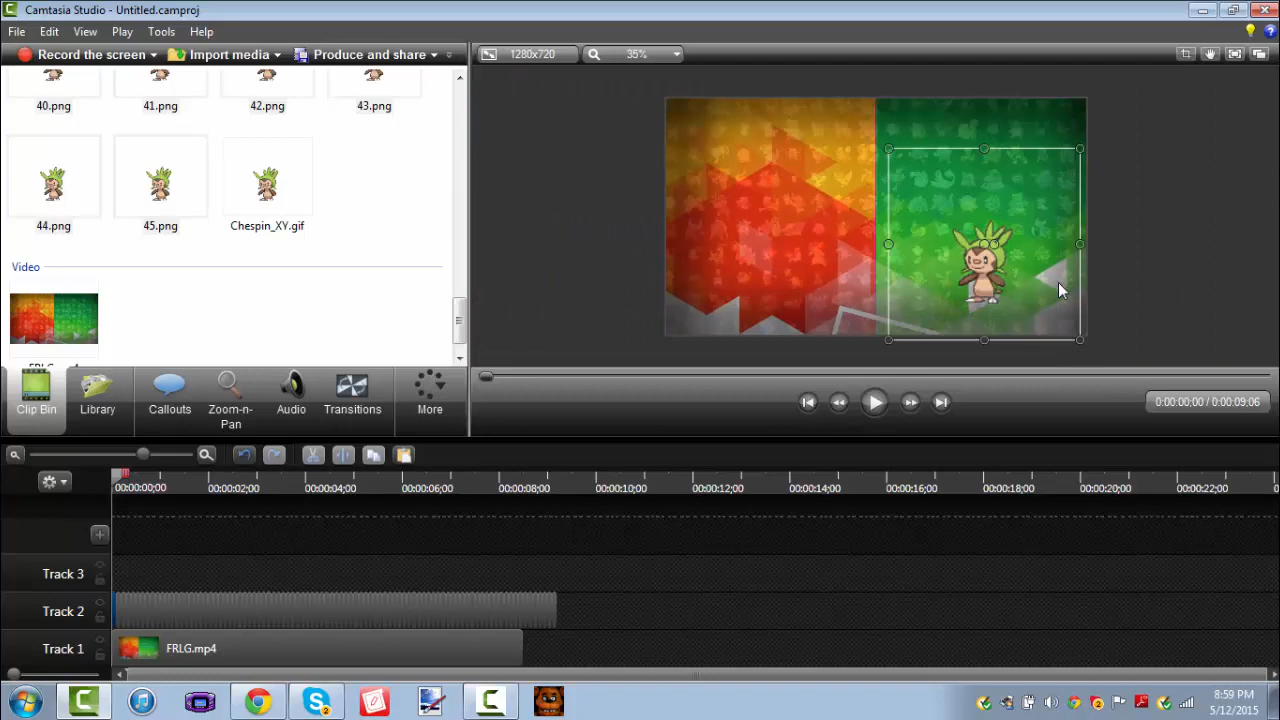 Camtasia Studio - Untitled.camproj
File Edit View Play Tools Help
Record the screen Import media Produce and share 1280x720 35%
40.png 41.png 42.png 43.png
44.png 45.png Chespin_XY.gif
Video
Clip Bin Library Callouts Zoom-n-Pan Audio Transitions More
0:00:00;00 / 0:00:09;06
00:00:00;00 00:00:02;00 00:00:04;00 00:00:06;00 00:00:08;00 00:00:10;00 00:00:12;00 00:00:14;00 00:00:16;00 00:00:18;00 00:00:20;00 00:00:22;00
Track 3
Track 2
Track 1 FRLG.mp4
8:59 PM
5/12/2015